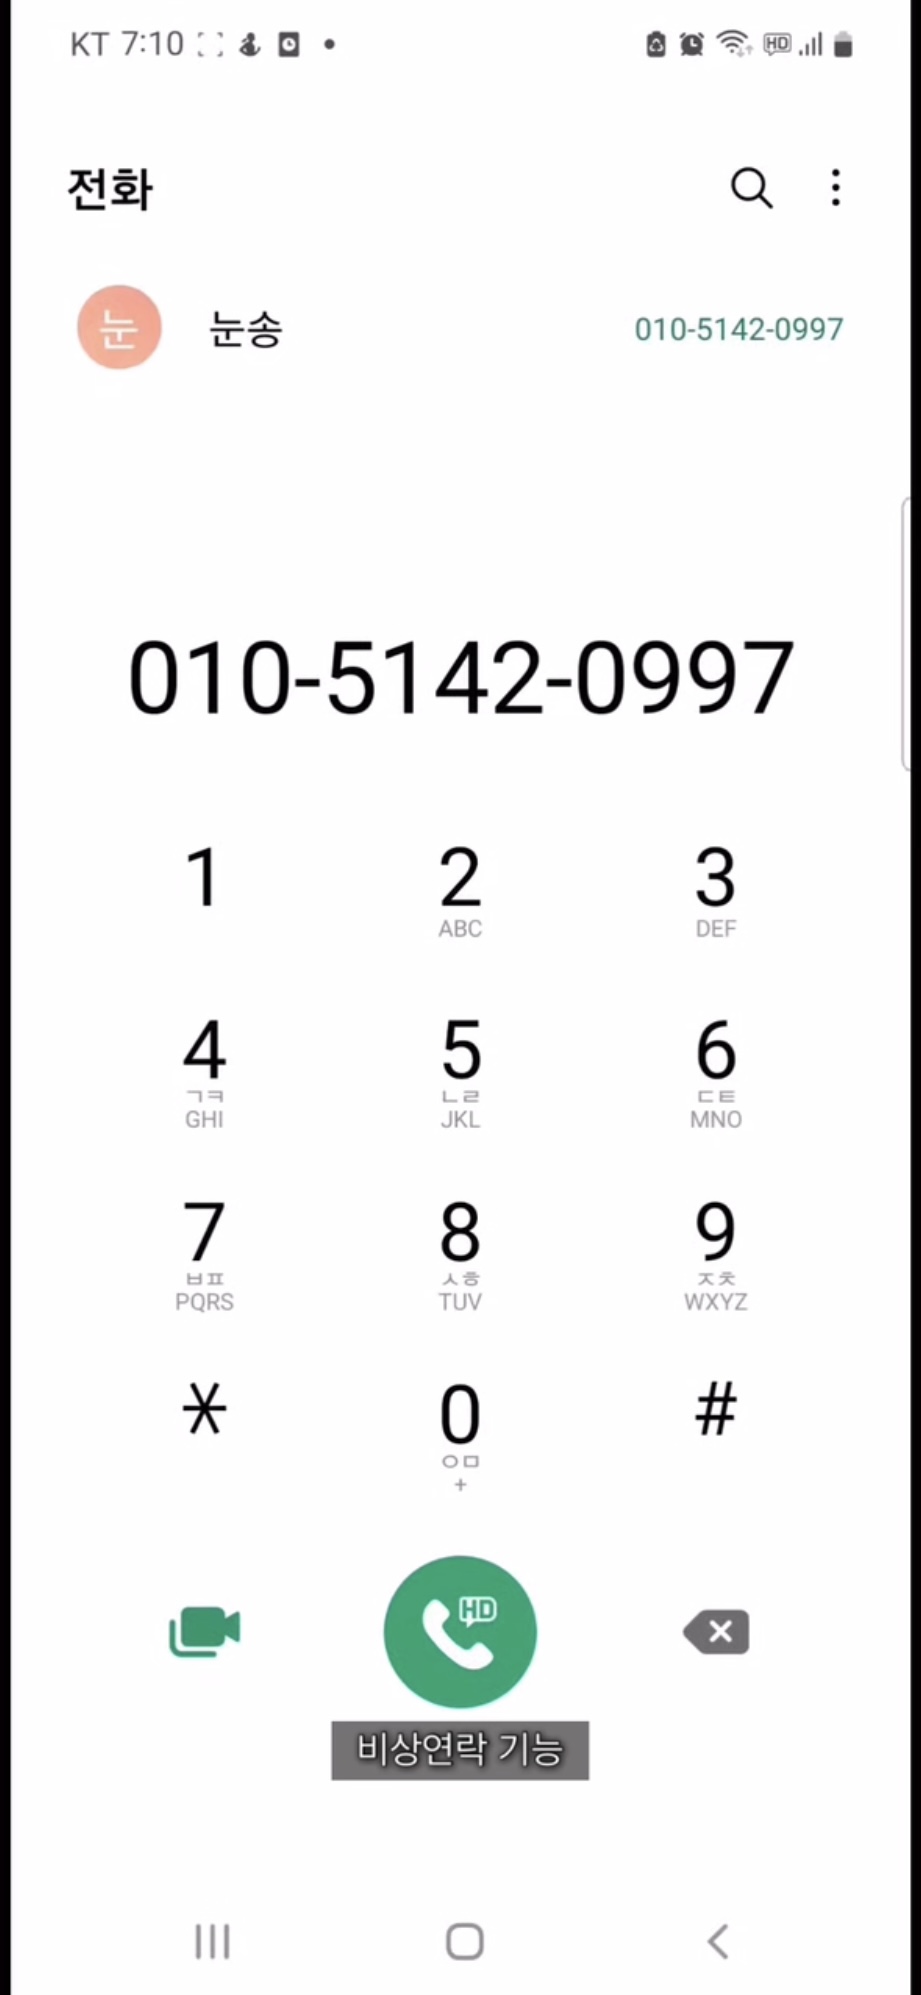 KT 7:10 HD
전화
눈 눈송 010-5142-0997
010-5142-0997
1 2 3
ABC DEF
4 5 6
ㄱㅋ ㄴㄹ ㄷㅌ
GHI JKL MNO
7 8 9
ㅂㅍ ㅅㅎ ㅈㅊ
PQRS TUV WXYZ
* 0 #
ㅇㅁ
+
HD
비상연락 기능